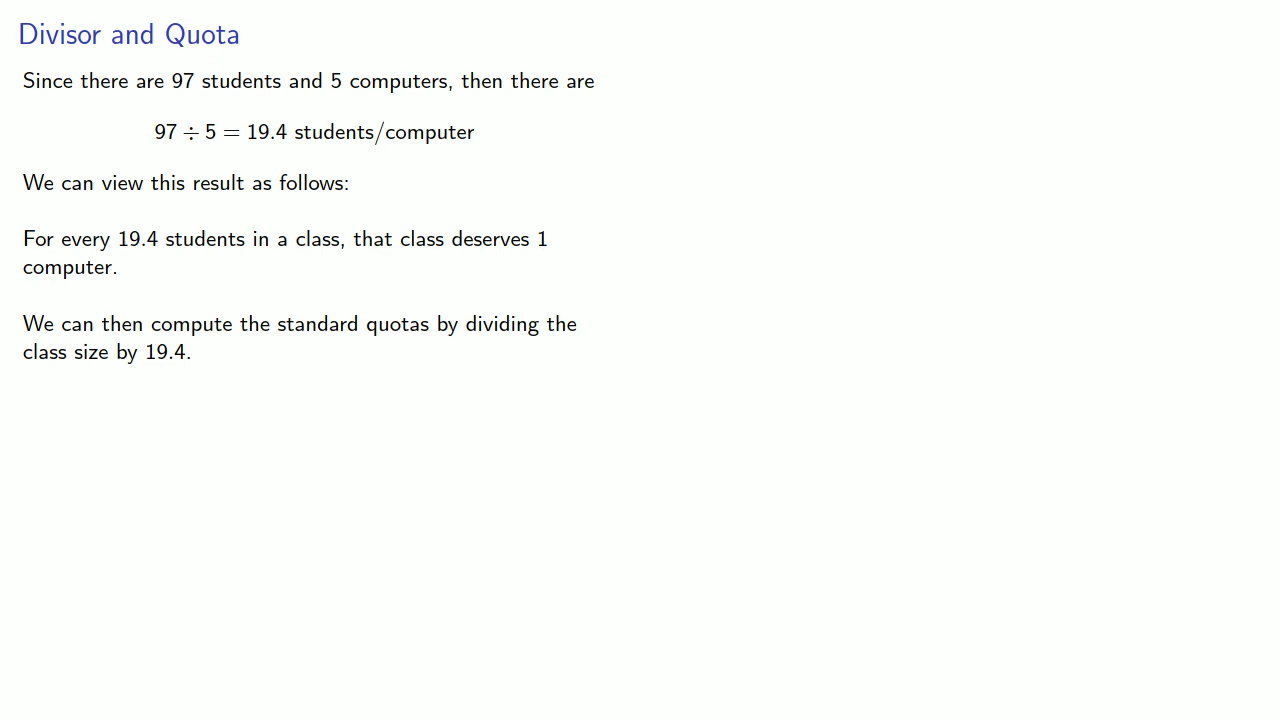 Divisor and Quota
Since there are 97 students and 5 computers, then there are
97 ÷ 5 = 19.4 students/computer
We can view this result as follows:
For every 19.4 students in a class, that class deserves 1
computer.
We can then compute the standard quotas by dividing the
class size by 19.4.